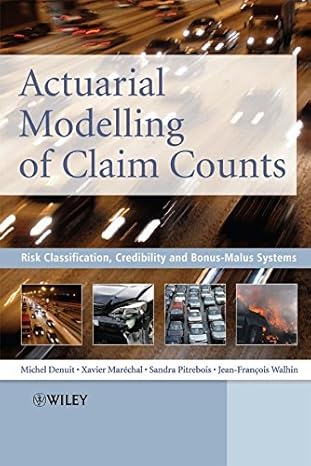 Actuarial
Modelling
of Claim Counts
Risk Classification, Credibility and Bonus-Malus Systems
Michel Denuit • Xavier Maréchal • Sandra Pitrebois • Jean-François Walhin
WILEY